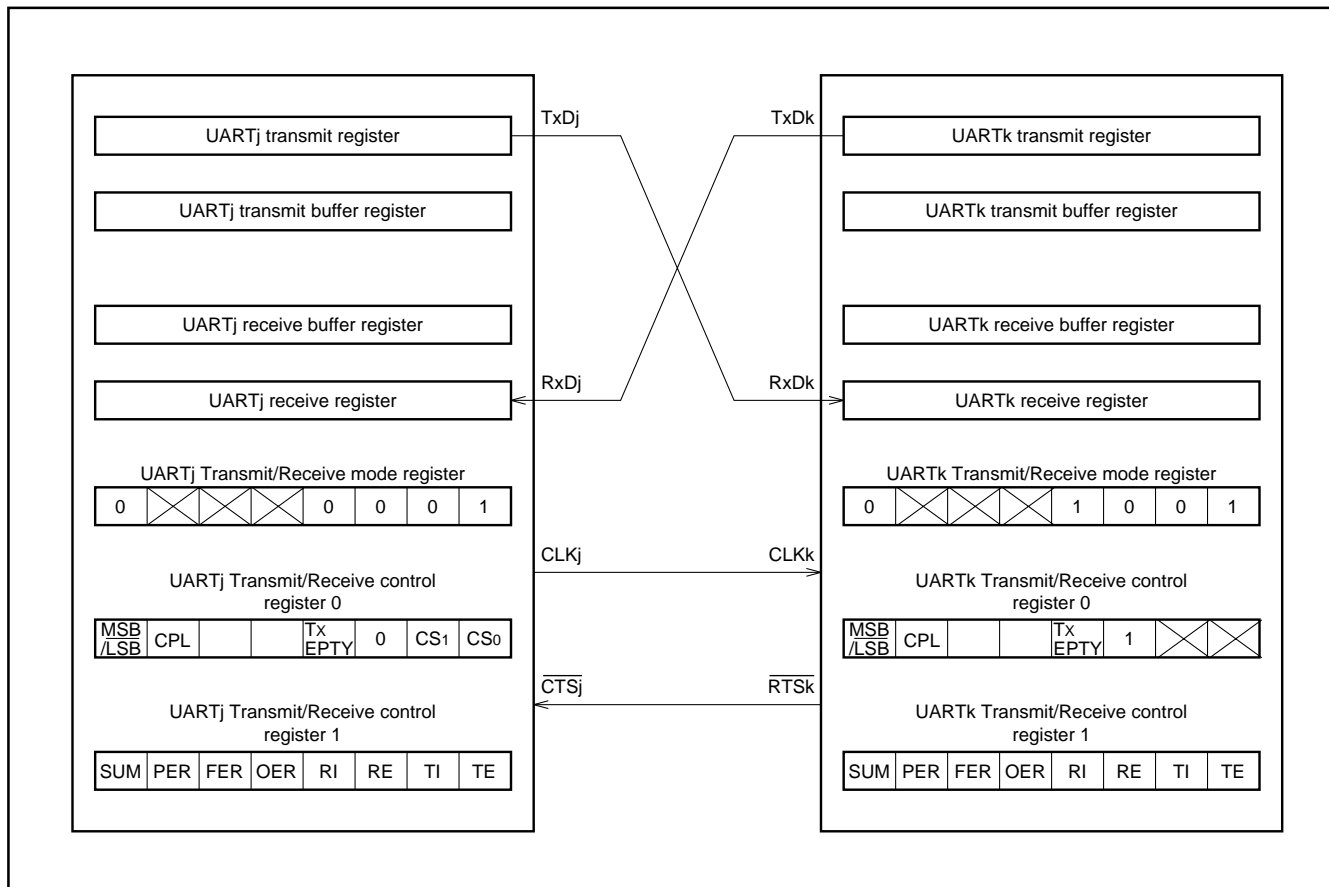 TxDj TxDk
UARTj transmit register UARTk transmit register
UARTj transmit buffer register UARTk transmit buffer register
UARTj receive buffer register UARTk receive buffer register
RxDj RxDk
UARTj receive register UARTk receive register
UARTj Transmit/Receive mode register UARTk Transmit/Receive mode register
0 0 0 0 1 0 1 0 0 1
CLKj CLKk
UARTj Transmit/Receive control UARTk Transmit/Receive control
register 0 register 0
MSB/LSB CPL Tx EPTY 0 CS1 CS0 MSB/LSB CPL Tx EPTY 1
CTSj RTSk
UARTj Transmit/Receive control UARTk Transmit/Receive control
register 1 register 1
SUM PER FER OER RI RE TI TE SUM PER FER OER RI RE TI TE